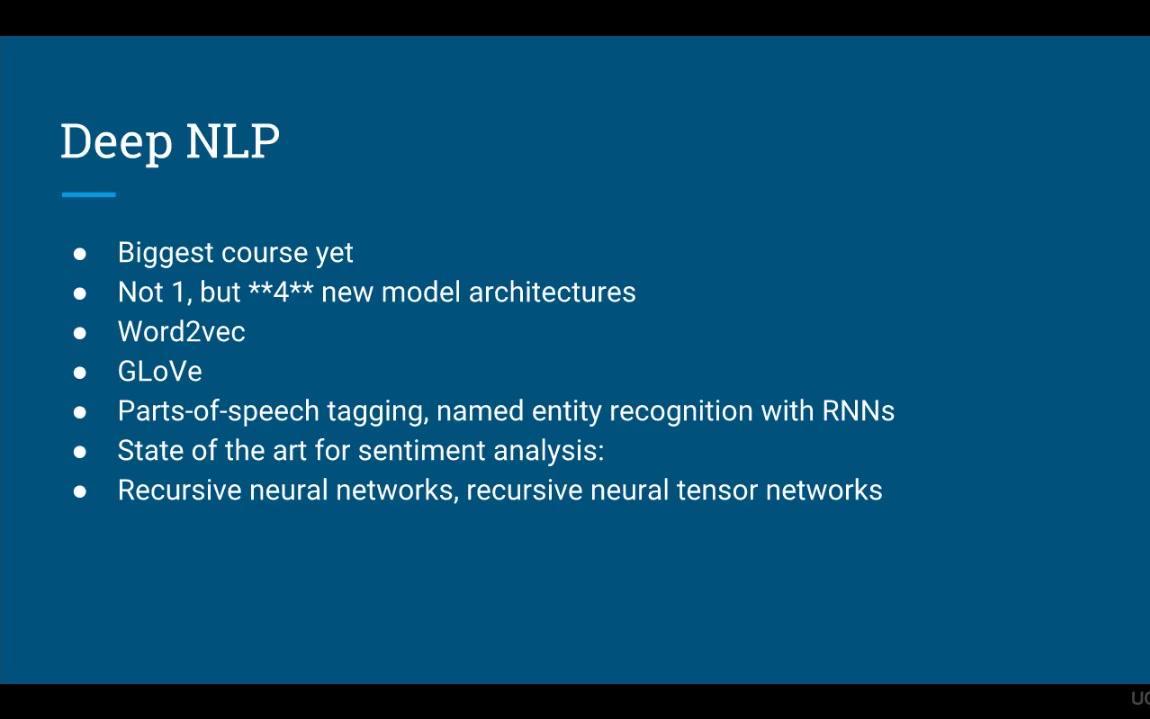 Deep NLP
● Biggest course yet
● Not 1, but **4** new model architectures
● Word2vec
● GLoVe
● Parts-of-speech tagging, named entity recognition with RNNs
● State of the art for sentiment analysis:
● Recursive neural networks, recursive neural tensor networks